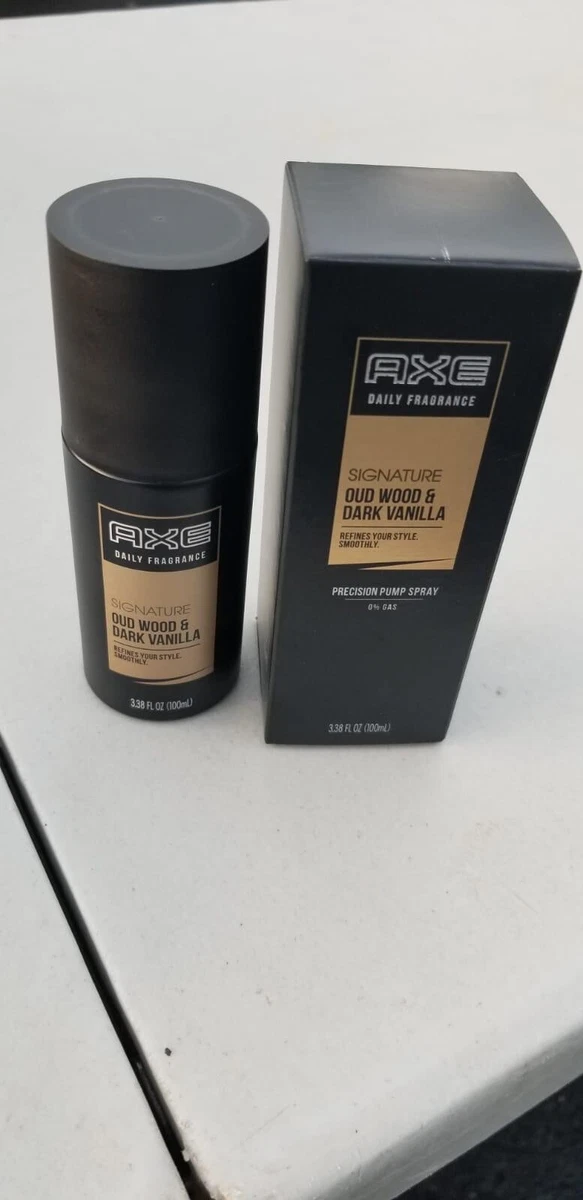 AXE
DAILY FRAGRANCE
SIGNATURE
OUD WOOD &
DARK VANILLA
REFINES YOUR STYLE.
SMOOTHLY.
3.38 FL OZ (100mL)
AXE
DAILY FRAGRANCE
SIGNATURE
OUD WOOD &
DARK VANILLA
REFINES YOUR STYLE.
SMOOTHLY.
PRECISION PUMP SPRAY
0% GAS
3.38 FL OZ (100mL)